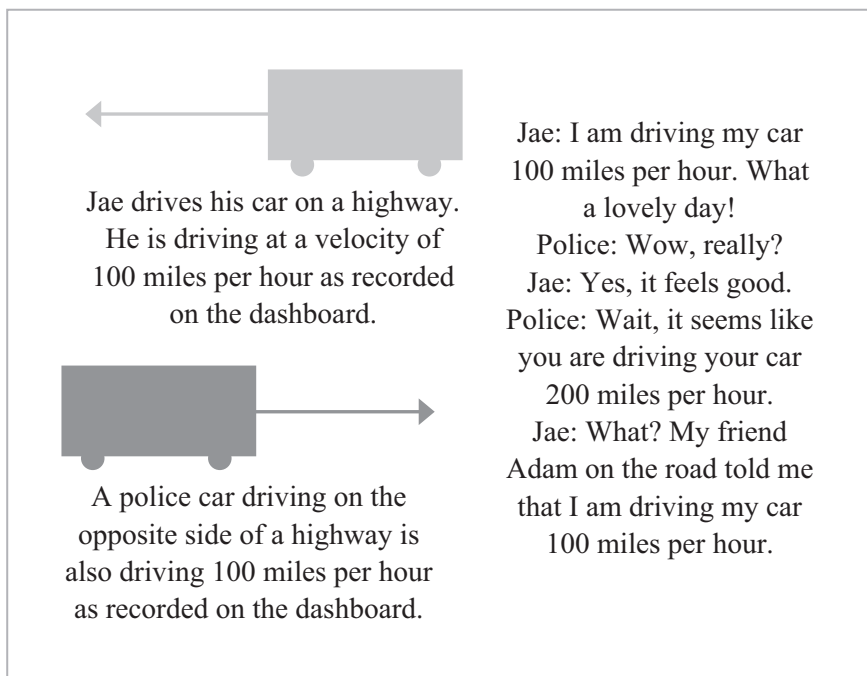 Jae drives his car on a highway.
He is driving at a velocity of
100 miles per hour as recorded
on the dashboard.
A police car driving on the
opposite side of a highway is
also driving 100 miles per hour
as recorded on the dashboard.
Jae: I am driving my car
100 miles per hour. What
a lovely day!
Police: Wow, really?
Jae: Yes, it feels good.
Police: Wait, it seems like
you are driving your car
200 miles per hour.
Jae: What? My friend
Adam on the road told me
that I am driving my car
100 miles per hour.